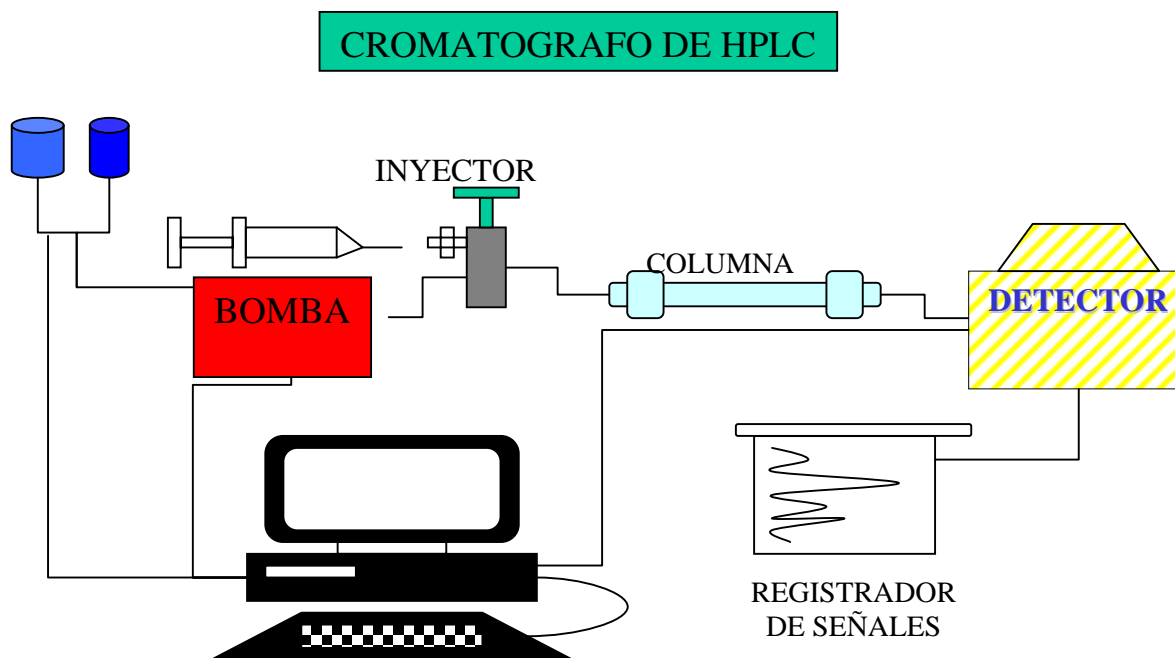 CROMATOGRAFO DE HPLC
INYECTOR
COLUMNA
BOMBA
DETECTOR
REGISTRADOR
DE SEÑALES